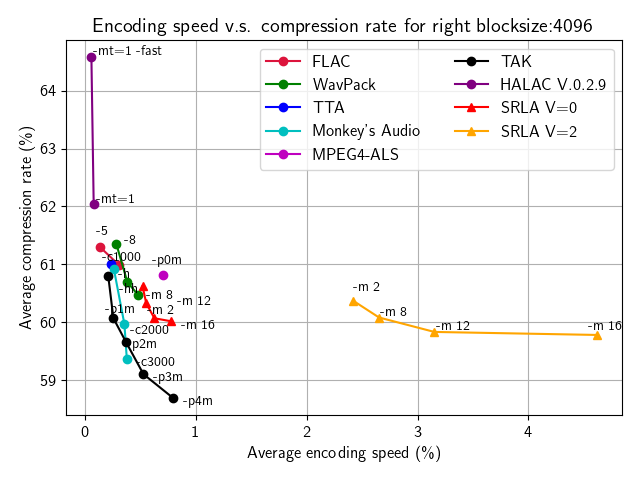 Encoding speed v.s. compression rate for right blocksize:4096
Average compression rate (%)
64
63
62
61
60
59
FLAC
WavPack
TTA
Monkey's Audio
MPEG4-ALS
TAK
HALAC V.0.2.9
SRLA V=0
SRLA V=2
-mt=1 -fast
-mt=1
-5
-8
-c1000
-h
-hh
-p0m
-m 8
-m 12
-p1m
-m 2
-m 16
-c2000
-p2m
-c3000
-p3m
-p4m
-m 2
-m 8
-m 12
-m 16
0 1 2 3 4
Average encoding speed (%)